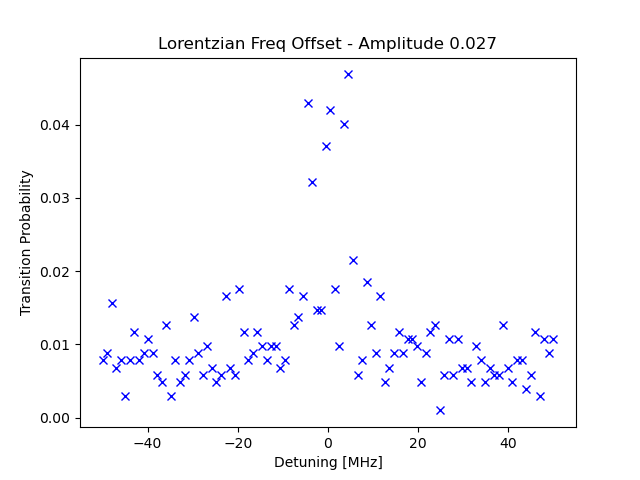 Lorentzian Freq Offset - Amplitude 0.027
Transition Probability
0.04
0.03
0.02
0.01
0.00
−40 −20 0 20 40
Detuning [MHz]